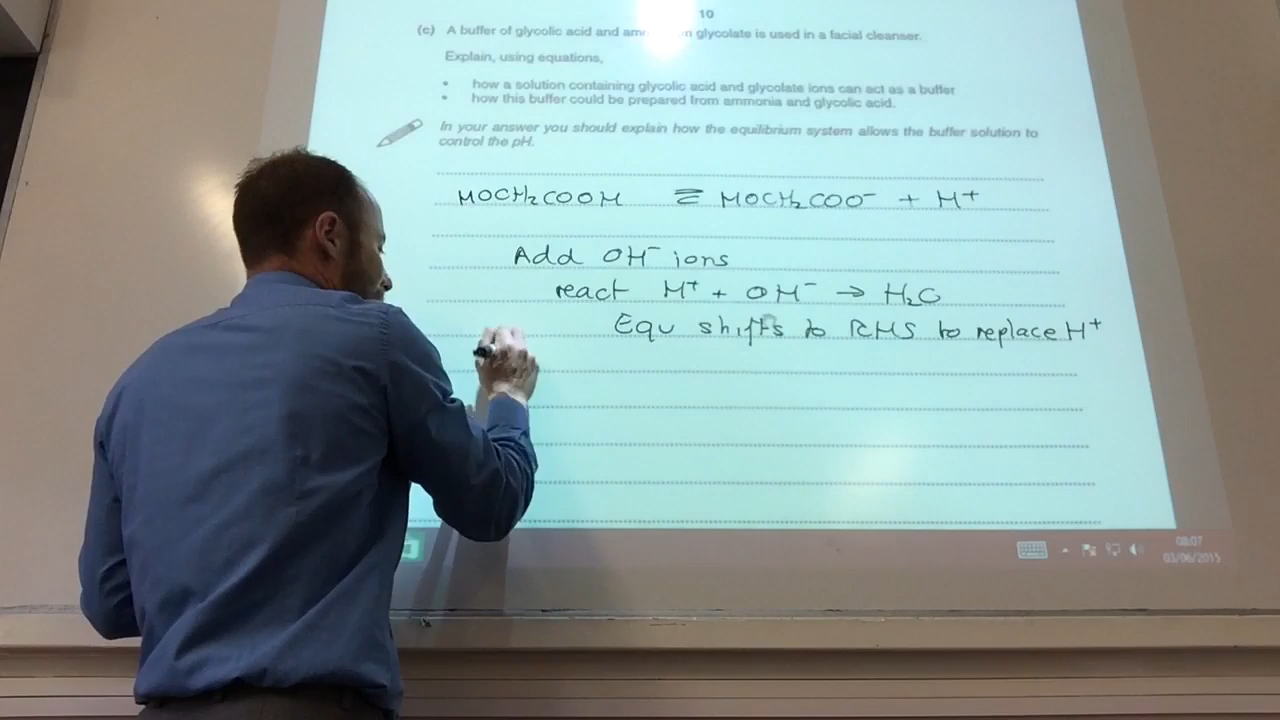 10
(c) A buffer of glycolic acid and am n glycolate is used in a facial cleanser.
Explain, using equations,
• how a solution containing glycolic acid and glycolate ions can act as a buffer
• how this buffer could be prepared from ammonia and glycolic acid.
In your answer you should explain how the equilibrium system allows the buffer solution to
control the pH.
HOCH₂COOH ⇌ HOCH₂COO⁻ + H⁺
Add OH⁻ ions
react H⁺ + OH⁻ → H₂O
Equ shifts to RHS to replace H⁺
08:07
03/06/2015